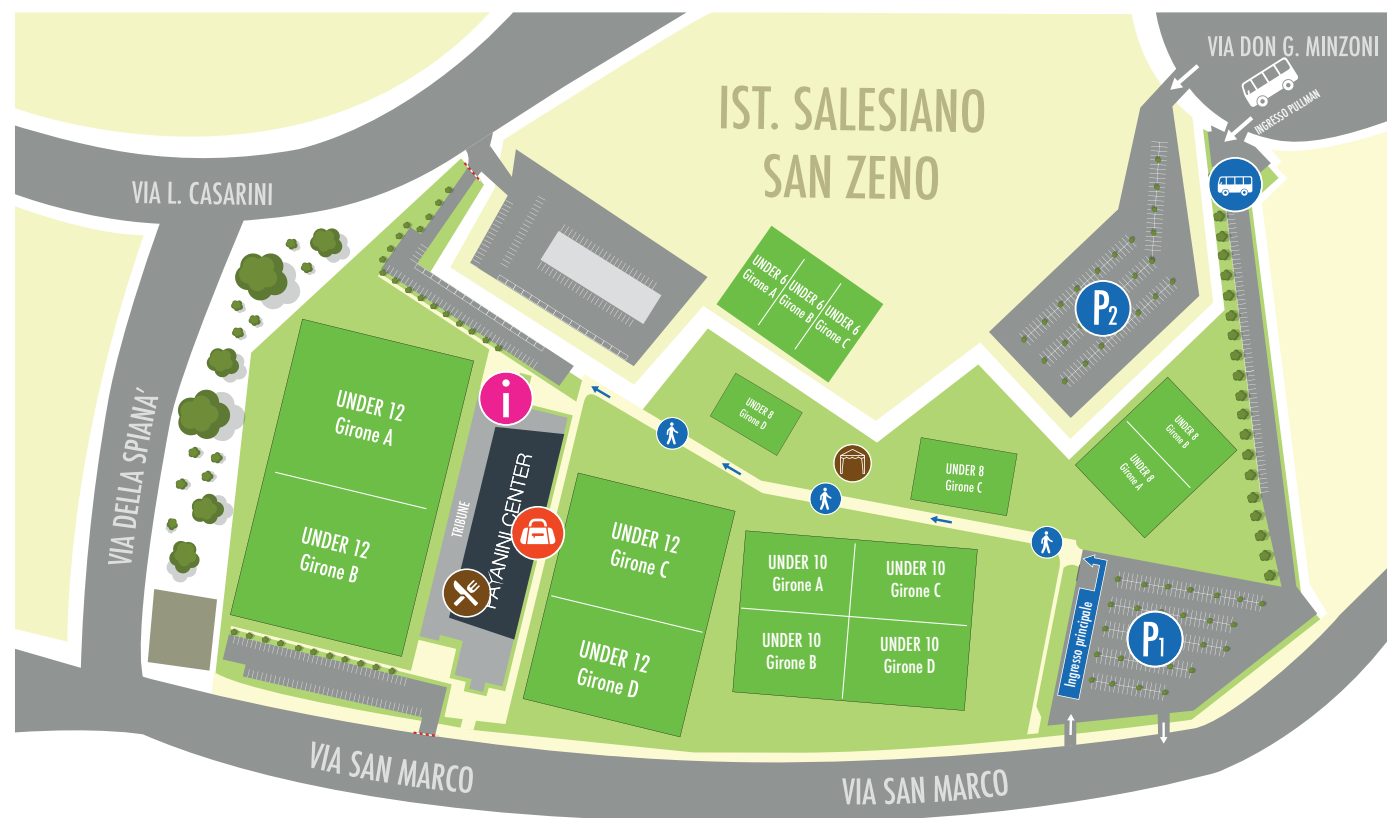 VIA DON G. MINZONI
INGRESSO PULLMAN
IST. SALESIANO
SAN ZENO
VIA L. CASARINI
VIA DELLA SPIANA'
UNDER 6
Girone A
UNDER 6
Girone B
UNDER 6
Girone C
P2
UNDER 12
Girone A
UNDER 12
Girone B
i
TRIBUNE
PAYANINI CENTER
UNDER 8
Girone D
UNDER 8
Girone C
UNDER 8
Girone B
UNDER 8
Girone A
UNDER 12
Girone C
UNDER 12
Girone D
UNDER 10
Girone A
UNDER 10
Girone C
UNDER 10
Girone B
UNDER 10
Girone D
Ingresso principale
P1
VIA SAN MARCO
VIA SAN MARCO